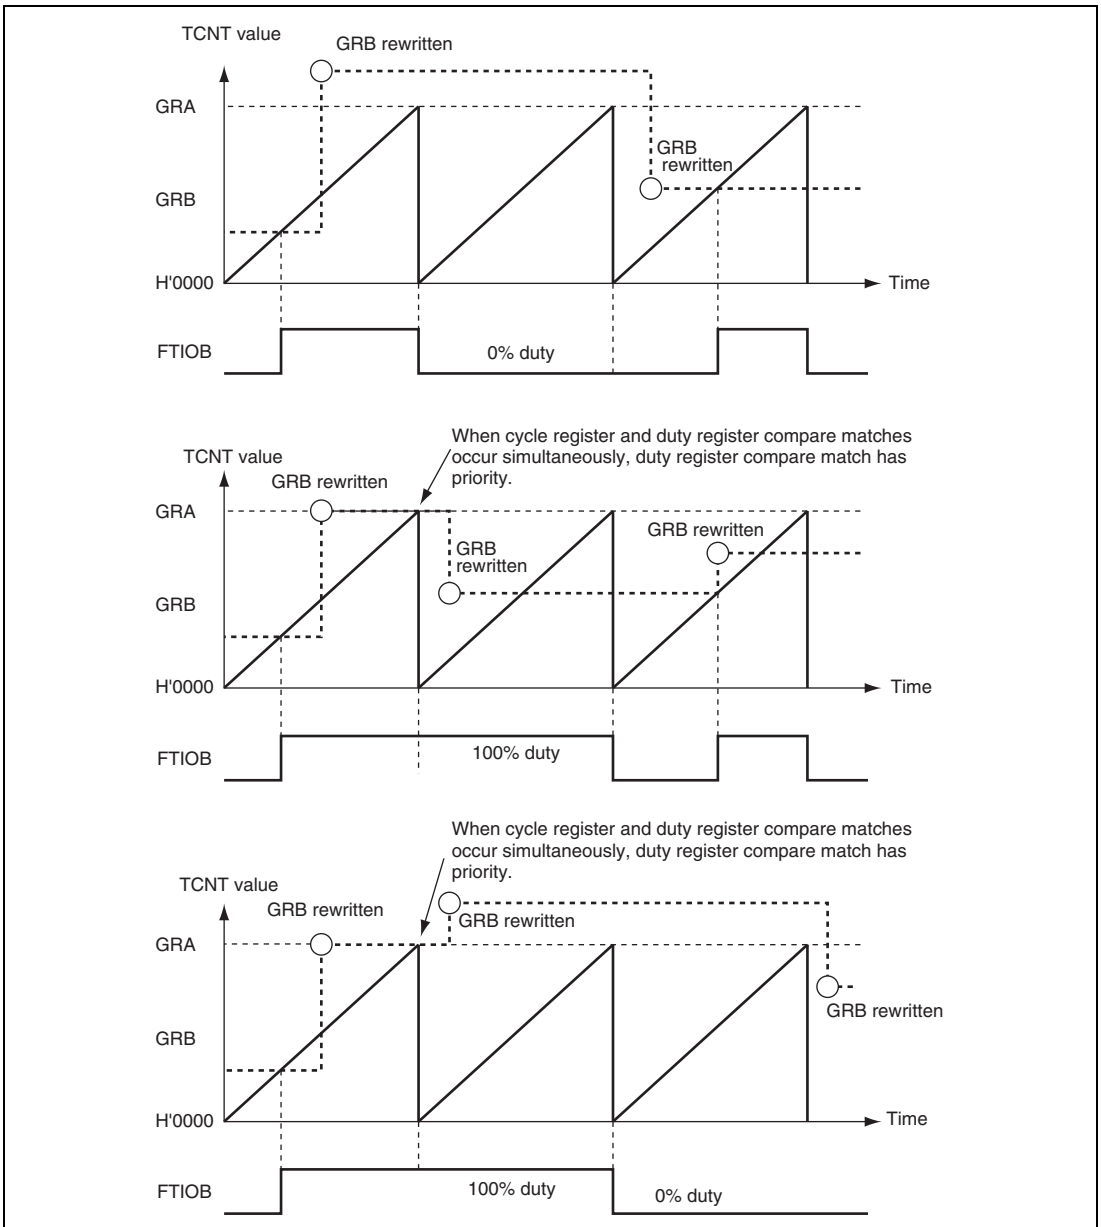 TCNT value
GRB rewritten
GRA
GRB
rewritten
GRB
H'0000
Time
FTIOB
0% duty
When cycle register and duty register compare matches
occur simultaneously, duty register compare match has
priority.
TCNT value
GRB rewritten
GRA
GRB rewritten
GRB
rewritten
GRB
H'0000
Time
FTIOB
100% duty
When cycle register and duty register compare matches
occur simultaneously, duty register compare match has
priority.
TCNT value
GRB rewritten
GRB rewritten
GRA
GRB rewritten
GRB
H'0000
Time
FTIOB
100% duty
0% duty